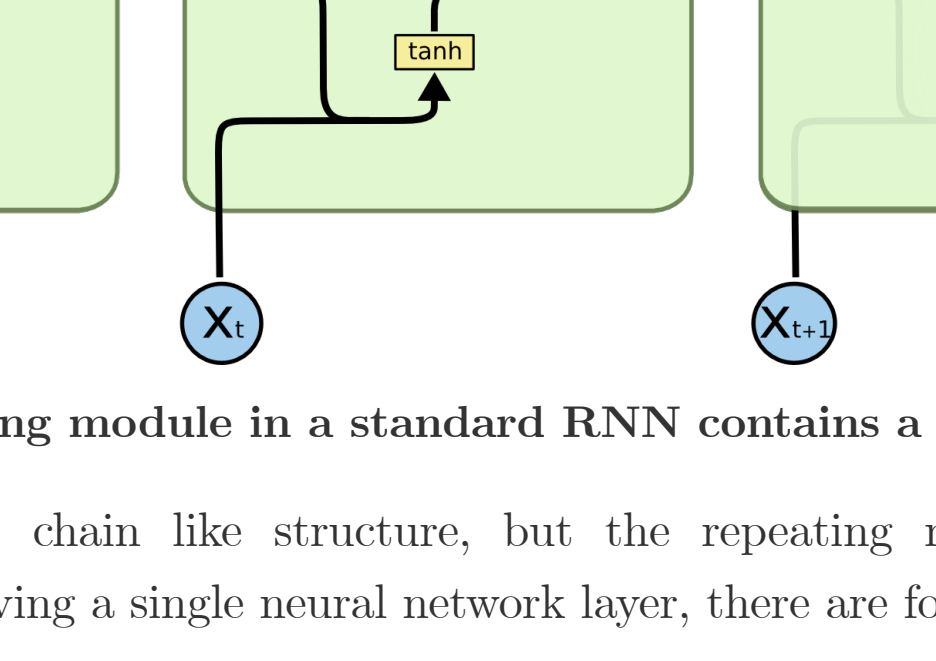 tanh
Xt
Xt+1
ng module in a standard RNN contains a
chain like structure, but the repeating
ving a single neural network layer, there are fo